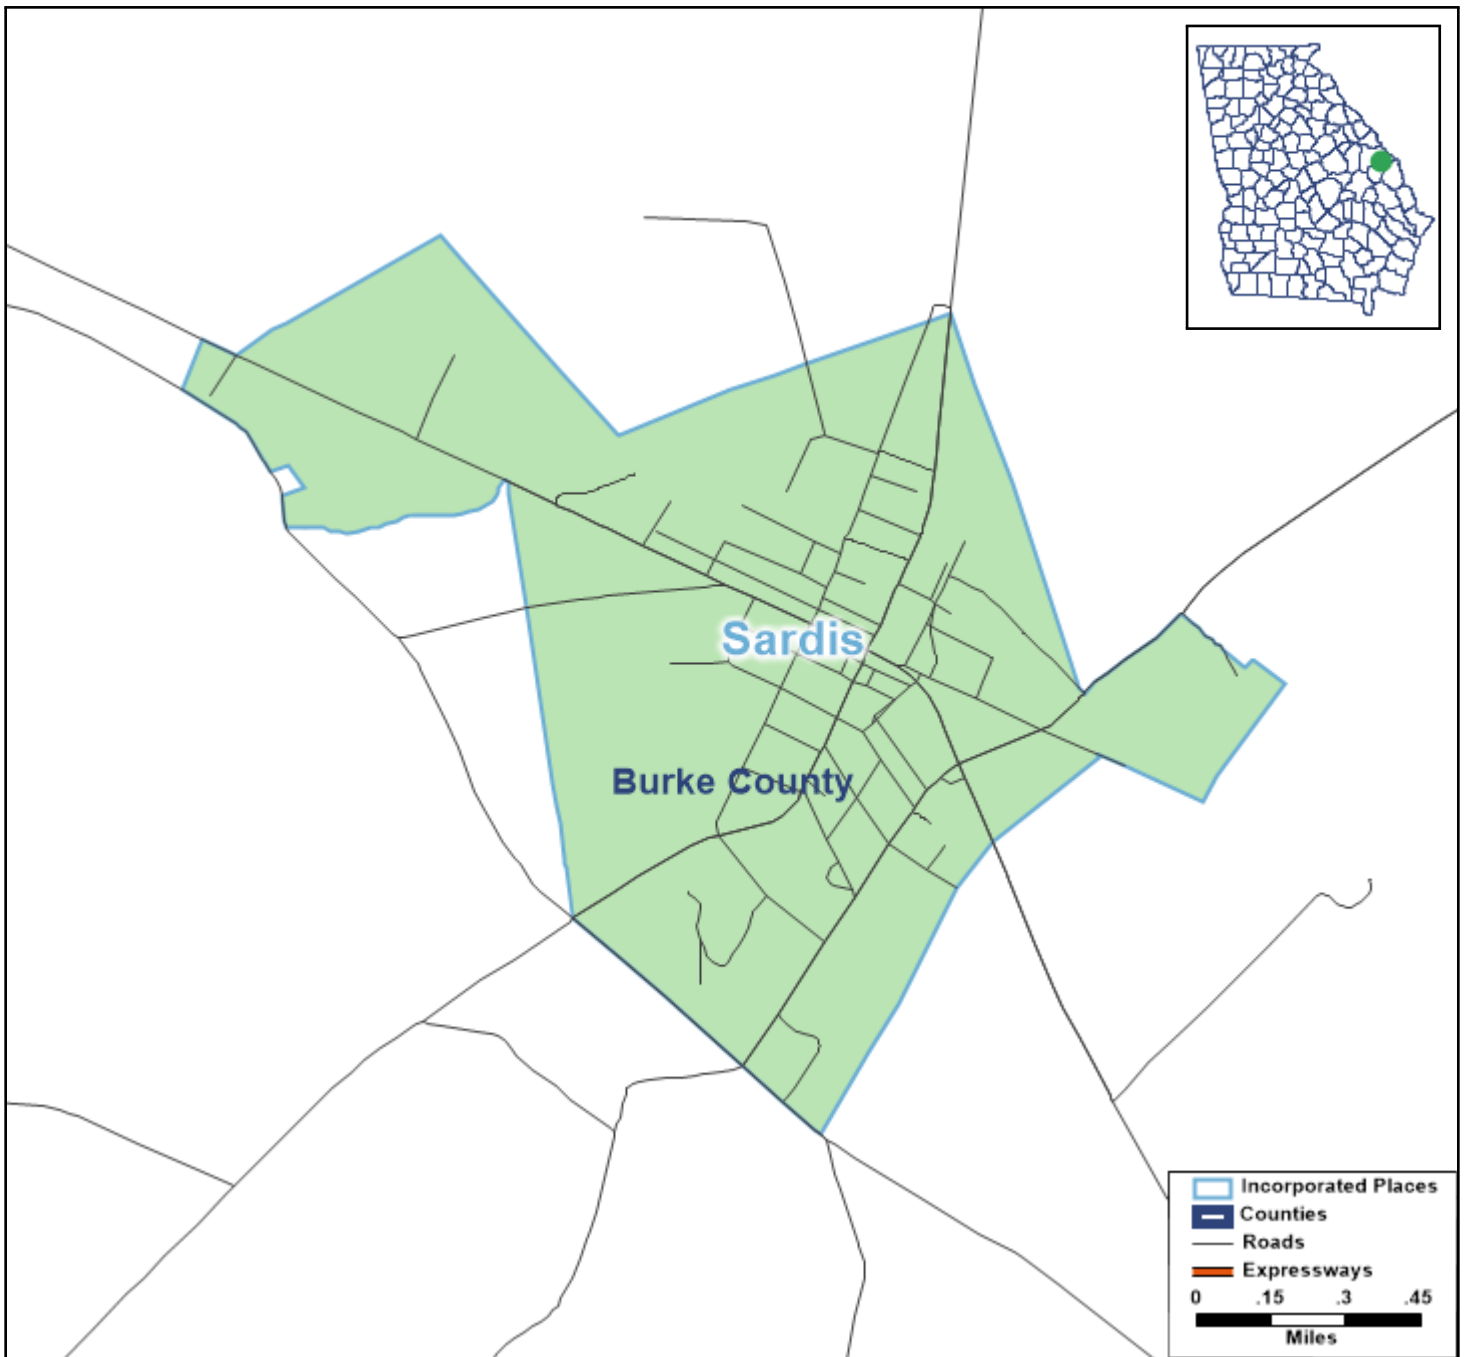 Sardis
Burke County
Incorporated Places
Counties
Roads
Expressways
0 .15 .3 .45
Miles